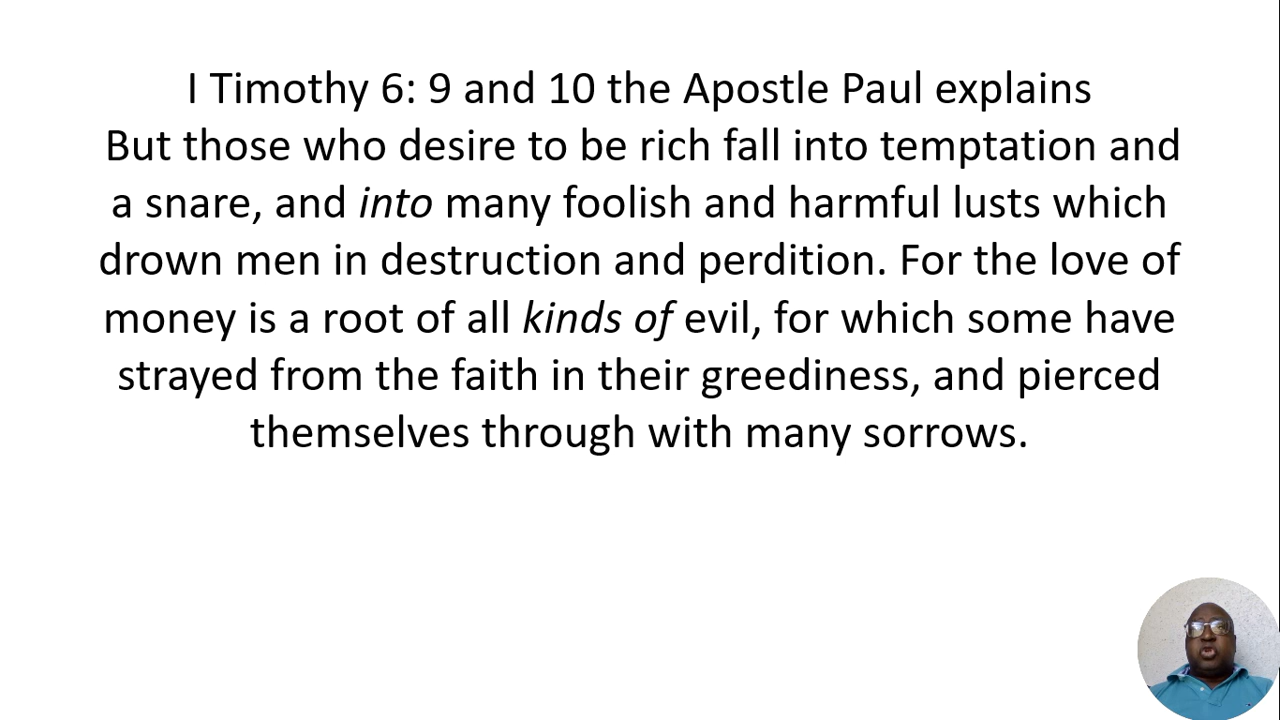 I Timothy 6: 9 and 10 the Apostle Paul explains
But those who desire to be rich fall into temptation and
a snare, and into many foolish and harmful lusts which
drown men in destruction and perdition. For the love of
money is a root of all kinds of evil, for which some have
strayed from the faith in their greediness, and pierced
themselves through with many sorrows.